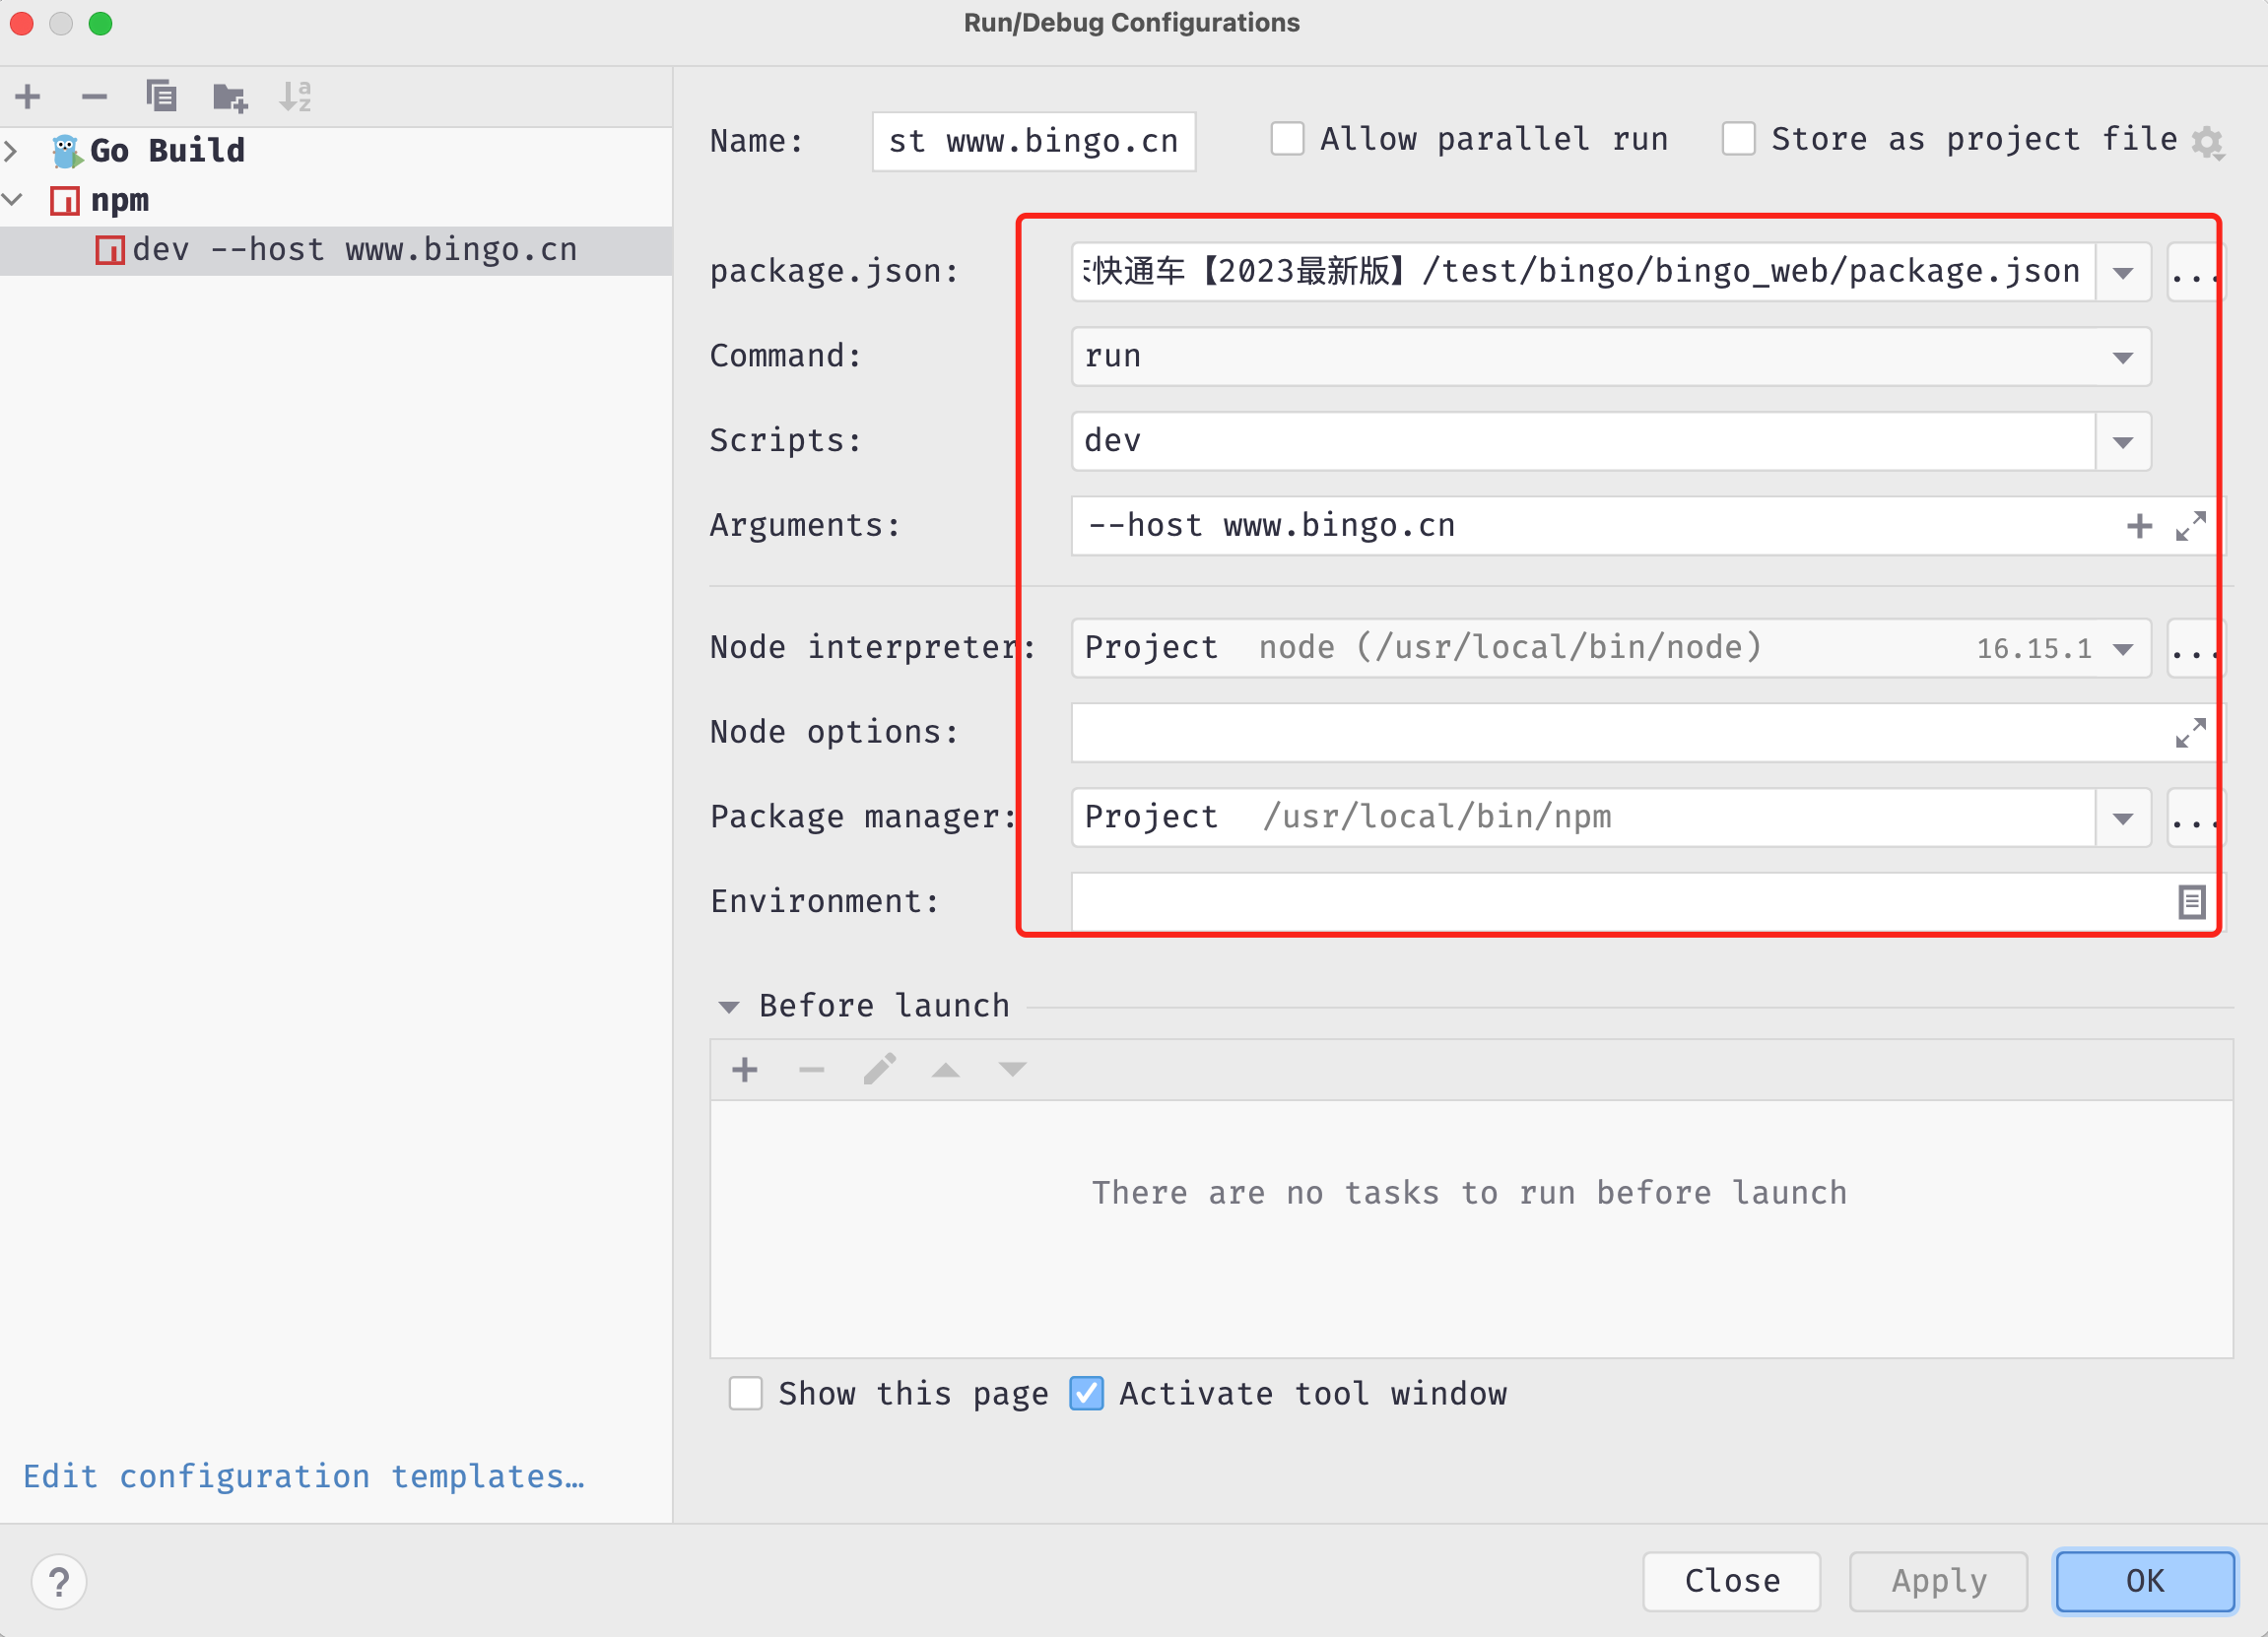 Run/Debug Configurations
Go Build
npm
dev --host www.bingo.cn
Edit configuration templates…
Name: st www.bingo.cn Allow parallel run Store as project file
package.json: 快通车【2023最新版】/test/bingo/bingo_web/package.json ...
Command: run
Scripts: dev
Arguments: --host www.bingo.cn
Node interpreter: Project node (/usr/local/bin/node) 16.15.1 ...
Node options:
Package manager: Project /usr/local/bin/npm ...
Environment:
Before launch
There are no tasks to run before launch
Show this page Activate tool window
? Close Apply OK